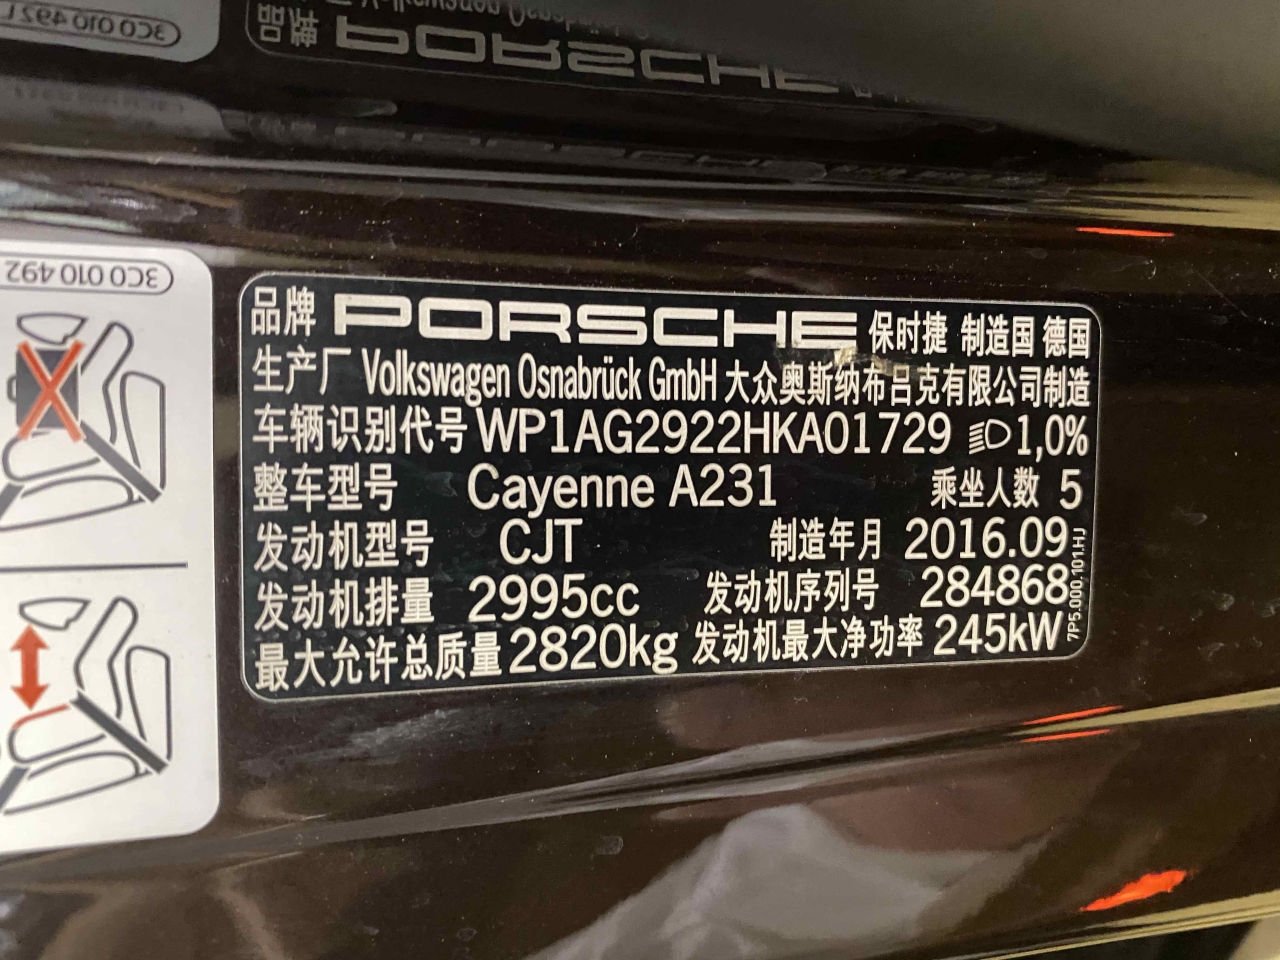 3C0 010 492
品牌 PORSCHE
3C0 010 492
品牌 PORSCHE 保时捷 制造国 德国
生产厂 Volkswagen Osnabrück GmbH 大众奥斯纳布吕克有限公司制造
车辆识别代号 WP1AG2922HKA01729 1,0%
整车型号 Cayenne A231 乘坐人数 5
发动机型号 CJT 制造年月 2016.09
发动机排量 2995cc 发动机序列号 284868
最大允许总质量 2820kg 发动机最大净功率 245kW
7P5.000.101.HJ